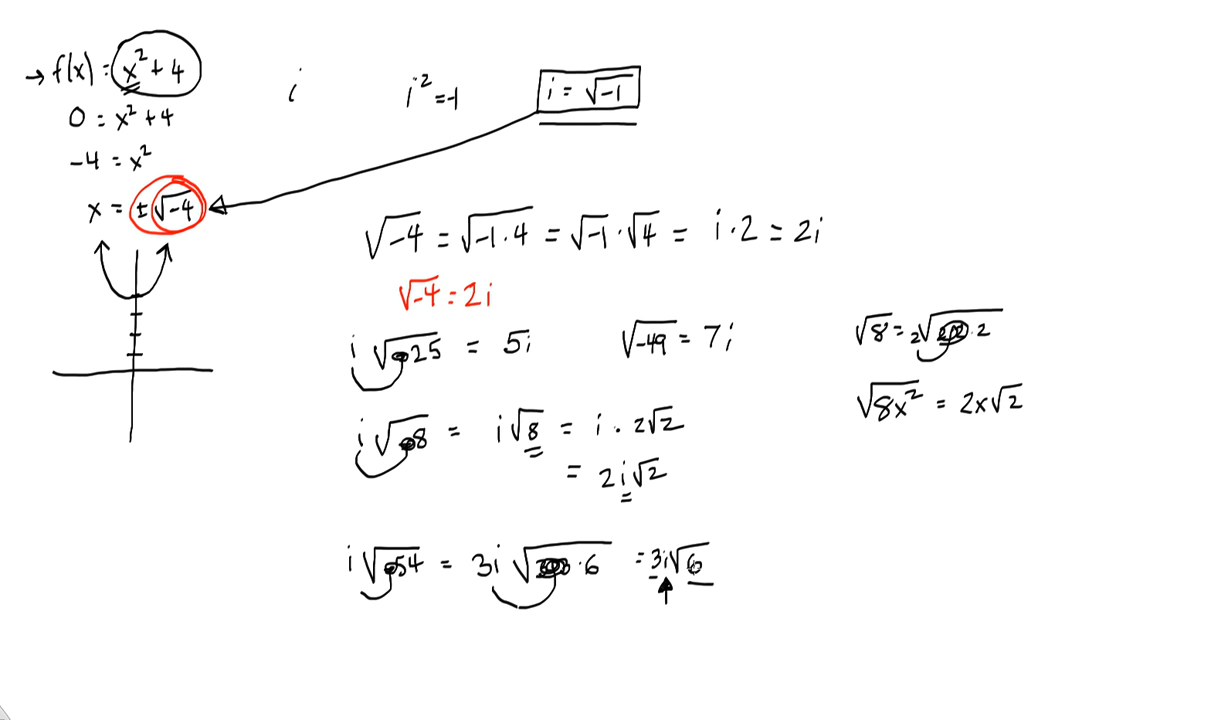 → f(x) = x² + 4
0 = x² + 4
-4 = x²
x = ± √-4
i
i² = -1
i = √-1
√-4 = √-1·4 = √-1 · √4 = i · 2 = 2i
√-4 = 2i
i √25 = 5i
√-49 = 7i
i √8 = i√8 = i · 2√2
= 2i√2
i √54 = 3i √·6 = 3i√6
√8 = 2√·2
√8x² = 2x√2